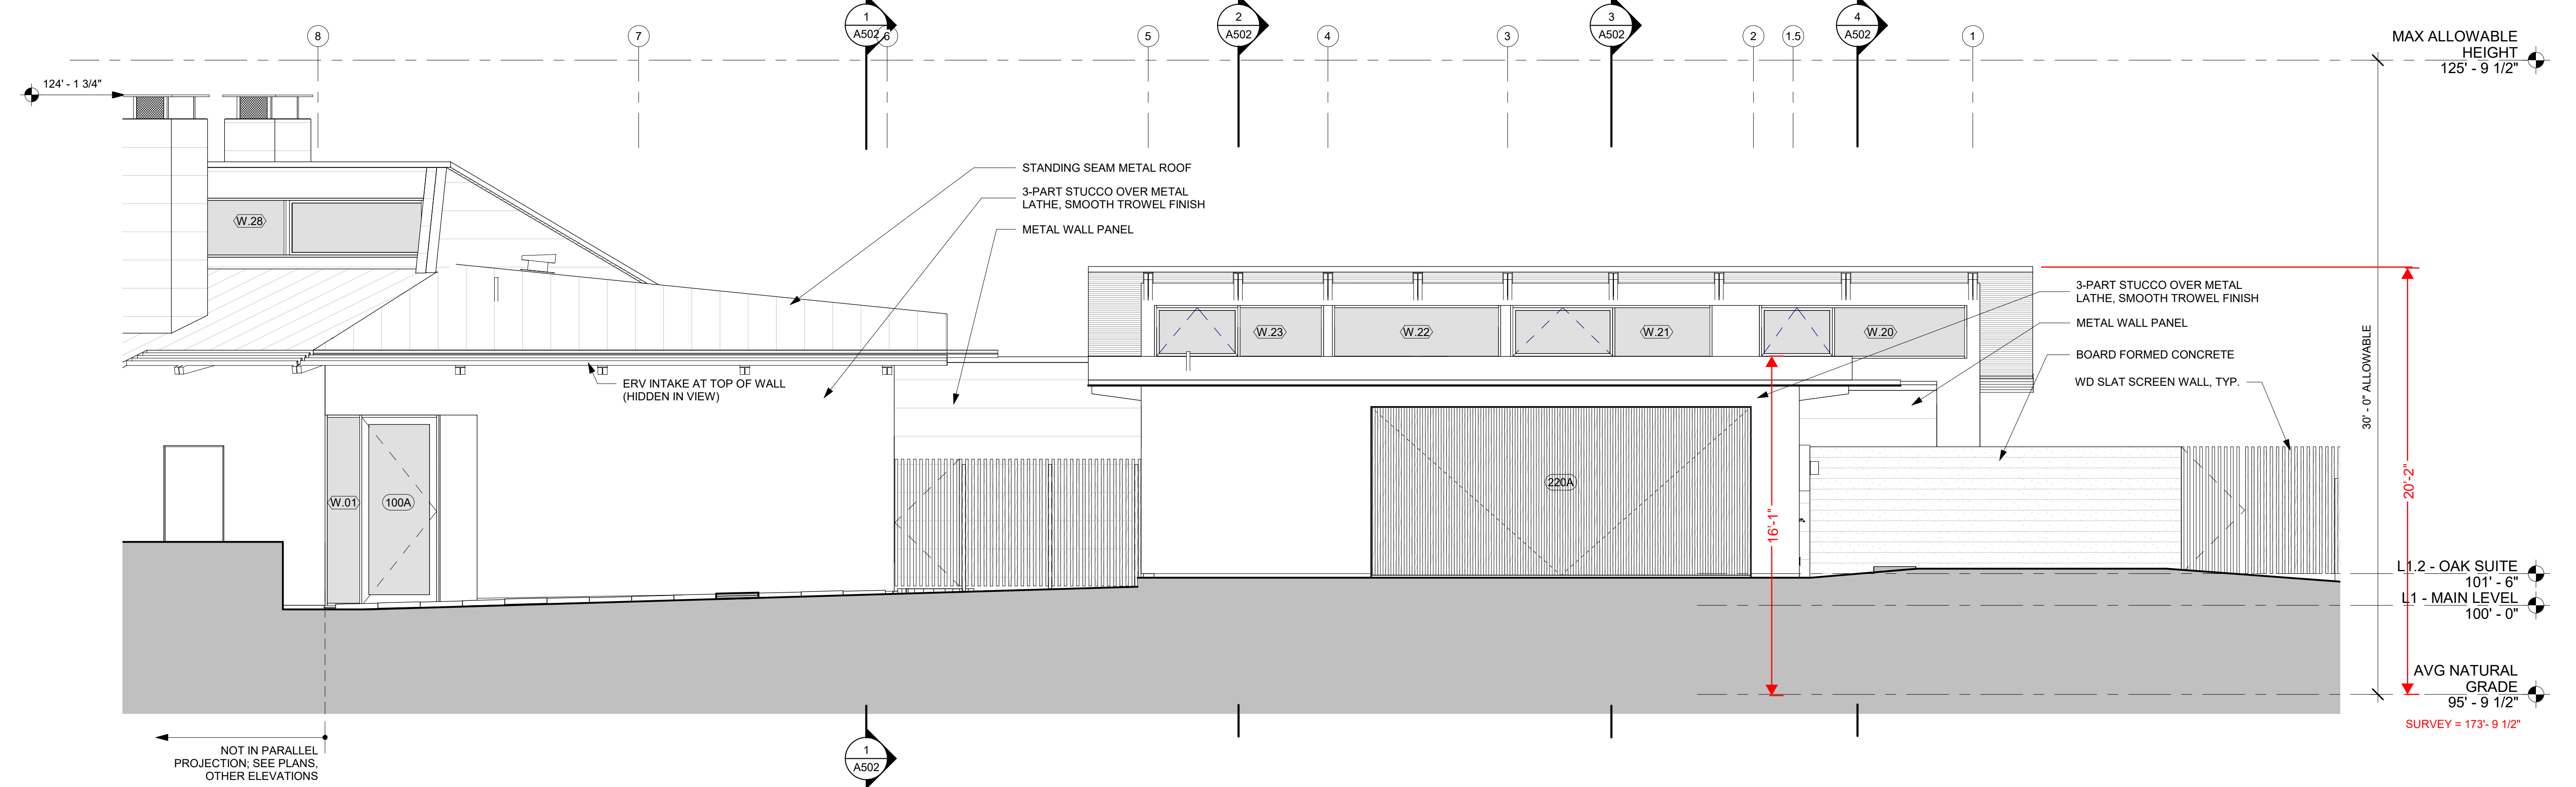 1
A502
2
A502
3
A502
4
A502
8
7
6
5
4
3
2
1.5
1
MAX ALLOWABLE
HEIGHT
125' - 9 1/2"
124' - 1 3/4"
STANDING SEAM METAL ROOF
3-PART STUCCO OVER METAL
LATHE, SMOOTH TROWEL FINISH
METAL WALL PANEL
W.28
ERV INTAKE AT TOP OF WALL
(HIDDEN IN VIEW)
W.23
W.22
W.21
W.20
3-PART STUCCO OVER METAL
LATHE, SMOOTH TROWEL FINISH
METAL WALL PANEL
BOARD FORMED CONCRETE
WD SLAT SCREEN WALL, TYP.
30' - 0" ALLOWABLE
20'-2"
16'-1"
W.01
100A
220A
L1.2 - OAK SUITE
101' - 6"
L1 - MAIN LEVEL
100' - 0"
AVG NATURAL
GRADE
95' - 9 1/2"
SURVEY = 173'- 9 1/2"
NOT IN PARALLEL
PROJECTION; SEE PLANS,
OTHER ELEVATIONS
1
A502